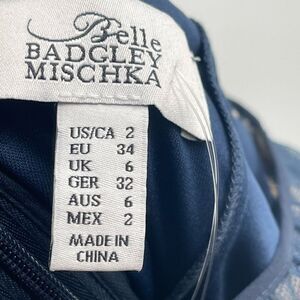 Belle
BADGLEY
MISCHKA
US/CA 2
EU 34
UK 6
GER 32
AUS 6
MEX 2
MADE IN
CHINA